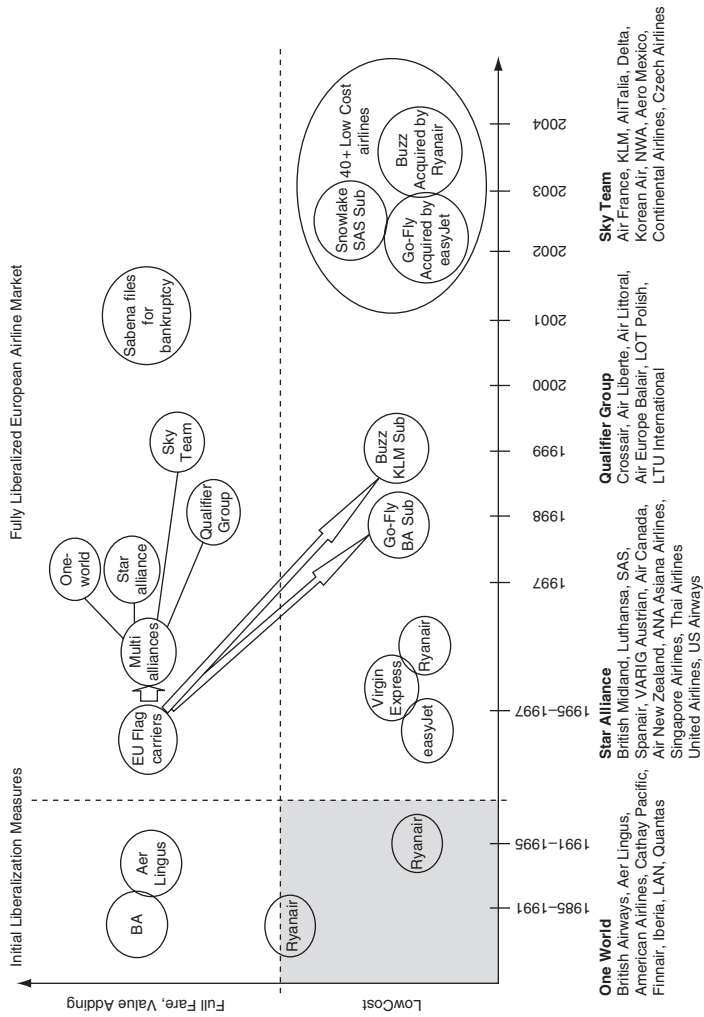 Initial Liberalization Measures
Fully Liberalized European Airline Market
Full Fare, Value Adding
LowCost
BA
Aer
Lingus
Ryanair
Ryanair
EU Flag
carriers
Multi
alliances
One-
world
Star
alliance
Sky
Team
Qualifier
Group
Sabena files
for
bankruptcy
easyJet
Virgin
Express
Ryanair
Go-Fly
BA Sub
Buzz
KLM Sub
40+ Low Cost
airlines
Snowlake
SAS Sub
Go-Fly
Acquired by
easyJet
Buzz
Acquired by
Ryanair
1985–1991
1991–1995
1995–1997
1997
1998
1999
2000
2001
2002
2003
2004
One World
British Airways, Aer Lingus,
American Airlines, Cathay Pacific,
Finnair, Iberia, LAN, Quantas
Star Alliance
British Midland, Luthansa, SAS,
Spanair, VARIG Austrian, Air Canada,
Air New Zealand, ANA Asiana Airlines,
Singapore Airlines, Thai Airlines
United Airlines, US Airways
Qualifier Group
Crossair, Air Liberte, Air Littoral,
Air Europe Balair, LOT Polish,
LTU International
Sky Team
Air France, KLM, AliTalia, Delta,
Korean Air, NWA, Aero Mexico,
Continental Airlines, Czech Airlines